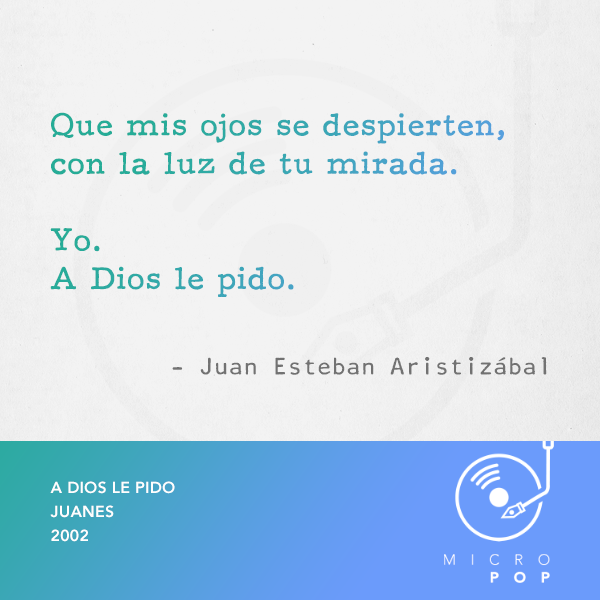 Que mis ojos se despierten,
con la luz de tu mirada.
Yo.
A Dios le pido.
– Juan Esteban Aristizábal
A DIOS LE PIDO
JUANES
2002
MICRO
POP